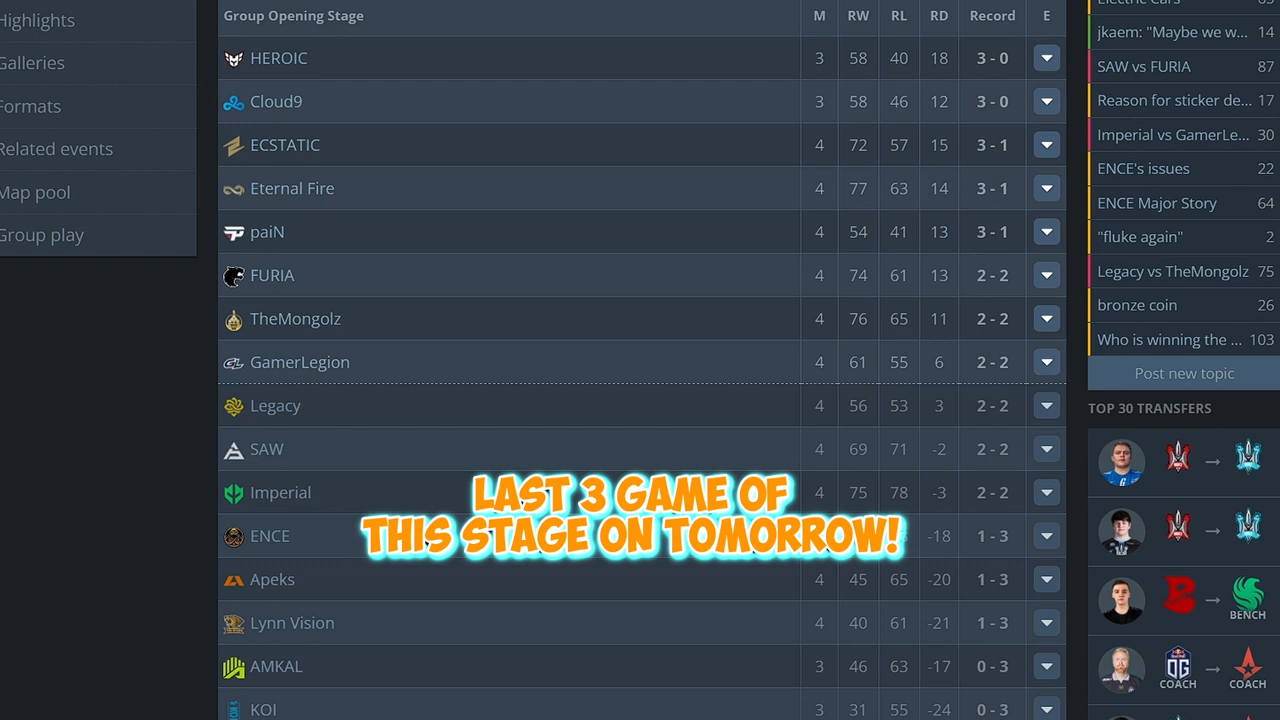 Highlights
Galleries
Formats
Related events
Map pool
Group play
Group Opening Stage M RW RL RD Record E
HEROIC 3 58 40 18 3 - 0
Cloud9 3 58 46 12 3 - 0
ECSTATIC 4 72 57 15 3 - 1
Eternal Fire 4 77 63 14 3 - 1
paiN 4 54 41 13 3 - 1
FURIA 4 74 61 13 2 - 2
TheMongolz 4 76 65 11 2 - 2
GamerLegion 4 61 55 6 2 - 2
Legacy 4 56 53 3 2 - 2
SAW 4 69 71 -2 2 - 2
Imperial 4 75 78 -3 2 - 2
ENCE -18 1 - 3
Apeks 4 45 65 -20 1 - 3
Lynn Vision 4 40 61 -21 1 - 3
AMKAL 3 46 63 -17 0 - 3
KOI 3 31 55 -24 0 - 3
LAST 3 GAME OF
THIS STAGE ON TOMORROW!
Electric Cars
jkaem: "Maybe we w... 14
SAW vs FURIA 87
Reason for sticker de... 17
Imperial vs GamerLe... 30
ENCE's issues 22
ENCE Major Story 64
"fluke again" 2
Legacy vs TheMongolz 75
bronze coin 26
Who is winning the ... 103
Post new topic
TOP 30 TRANSFERS
BENCH
OG
COACH COACH